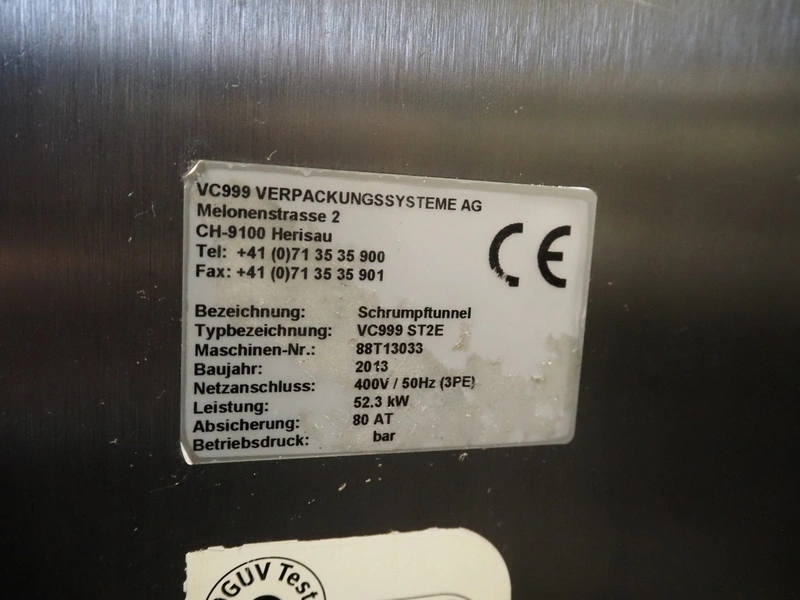 VC999 VERPACKUNGSSYSTEME AG
Melonenstrasse 2
CH-9100 Herisau
Tel: +41 (0)71 35 35 900
Fax: +41 (0)71 35 35 901
CE
Bezeichnung: Schrumpftunnel
Typbezeichnung: VC999 ST2E
Maschinen-Nr.: 88T13033
Baujahr: 2013
Netzanschluss: 400V / 50Hz (3PE)
Leistung: 52.3 kW
Absicherung: 80 AT
Betriebsdruck: bar
DGUV Test